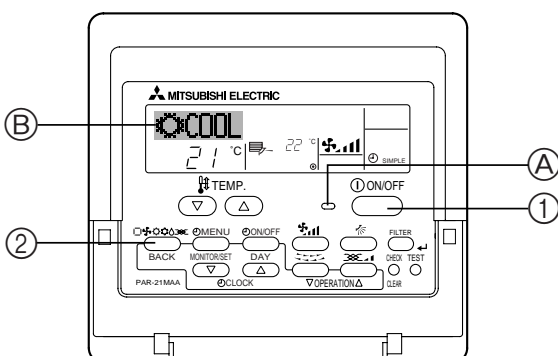 MITSUBISHI ELECTRIC
B
COOL
21 °C
22 °C
SIMPLE
A
TEMP.
ON/OFF
1
2
MENU
ON/OFF
FILTER
BACK
MONITOR/SET
DAY
CHECK TEST
PAR-21MAA
CLOCK
OPERATION
CLEAR